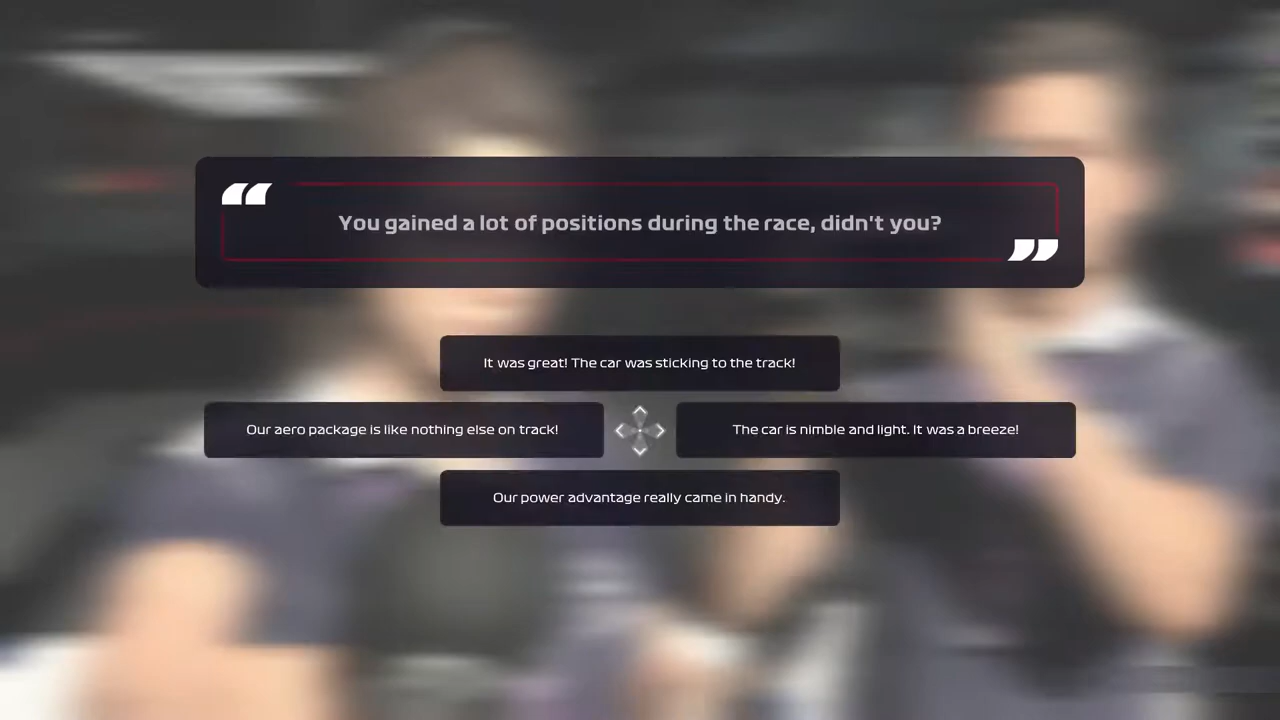 You gained a lot of positions during the race, didn't you?
It was great! The car was sticking to the track!
Our aero package is like nothing else on track!
The car is nimble and light. It was a breeze!
Our power advantage really came in handy.